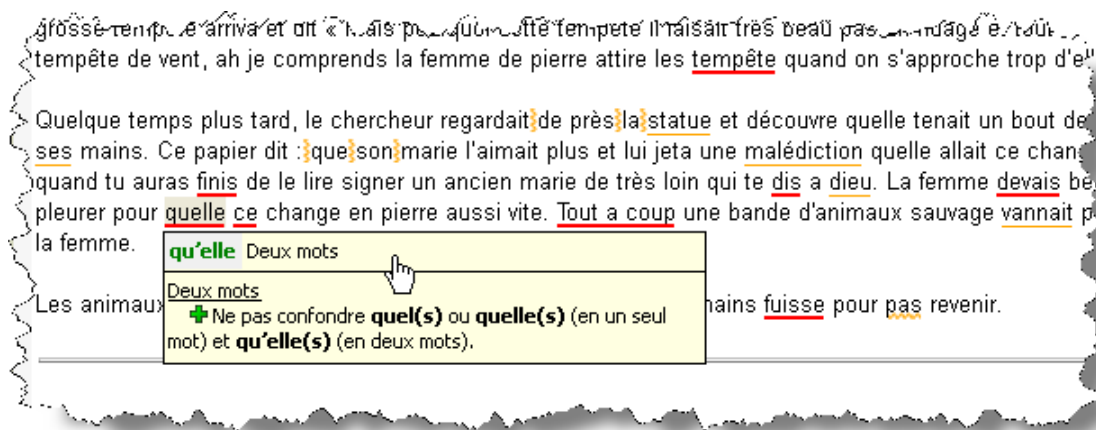 tempête de vent, ah je comprends la femme de pierre attire les tempête quand on s'approche trop
Quelque temps plus tard, le chercheur regardait de près la statue et découvre quelle tenait un bout de
ses mains. Ce papier dit : que son marie l'aimait plus et lui jeta une malédiction quelle allait ce
quand tu auras finis de le lire signer un ancien marie de très loin qui te dis a dieu. La femme devais
pleurer pour quelle ce change en pierre aussi vite. Tout a coup une bande d'animaux sauvage vannait
la femme.
qu'elle Deux mots
Deux mots
Ne pas confondre quel(s) ou quelle(s) (en un seul
mot) et qu'elle(s) (en deux mots).
Les animaux fuisse pour pas revenir.